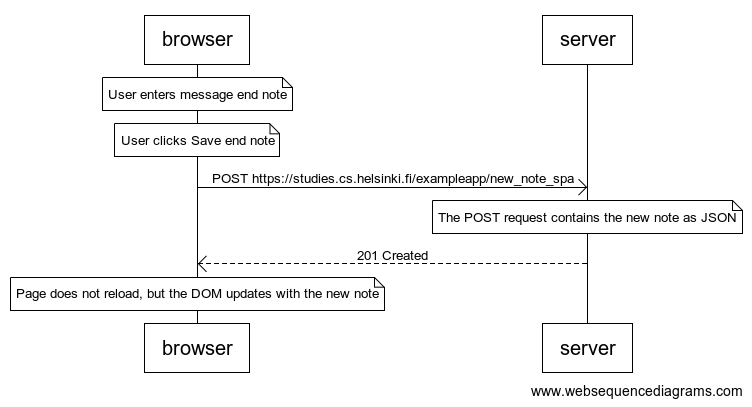 browser
server
User enters message end note
User clicks Save end note
POST https://studies.cs.helsinki.fi/exampleapp/new_note_spa
The POST request contains the new note as JSON
201 Created
Page does not reload, but the DOM updates with the new note
browser
server
www.websequencediagrams.com